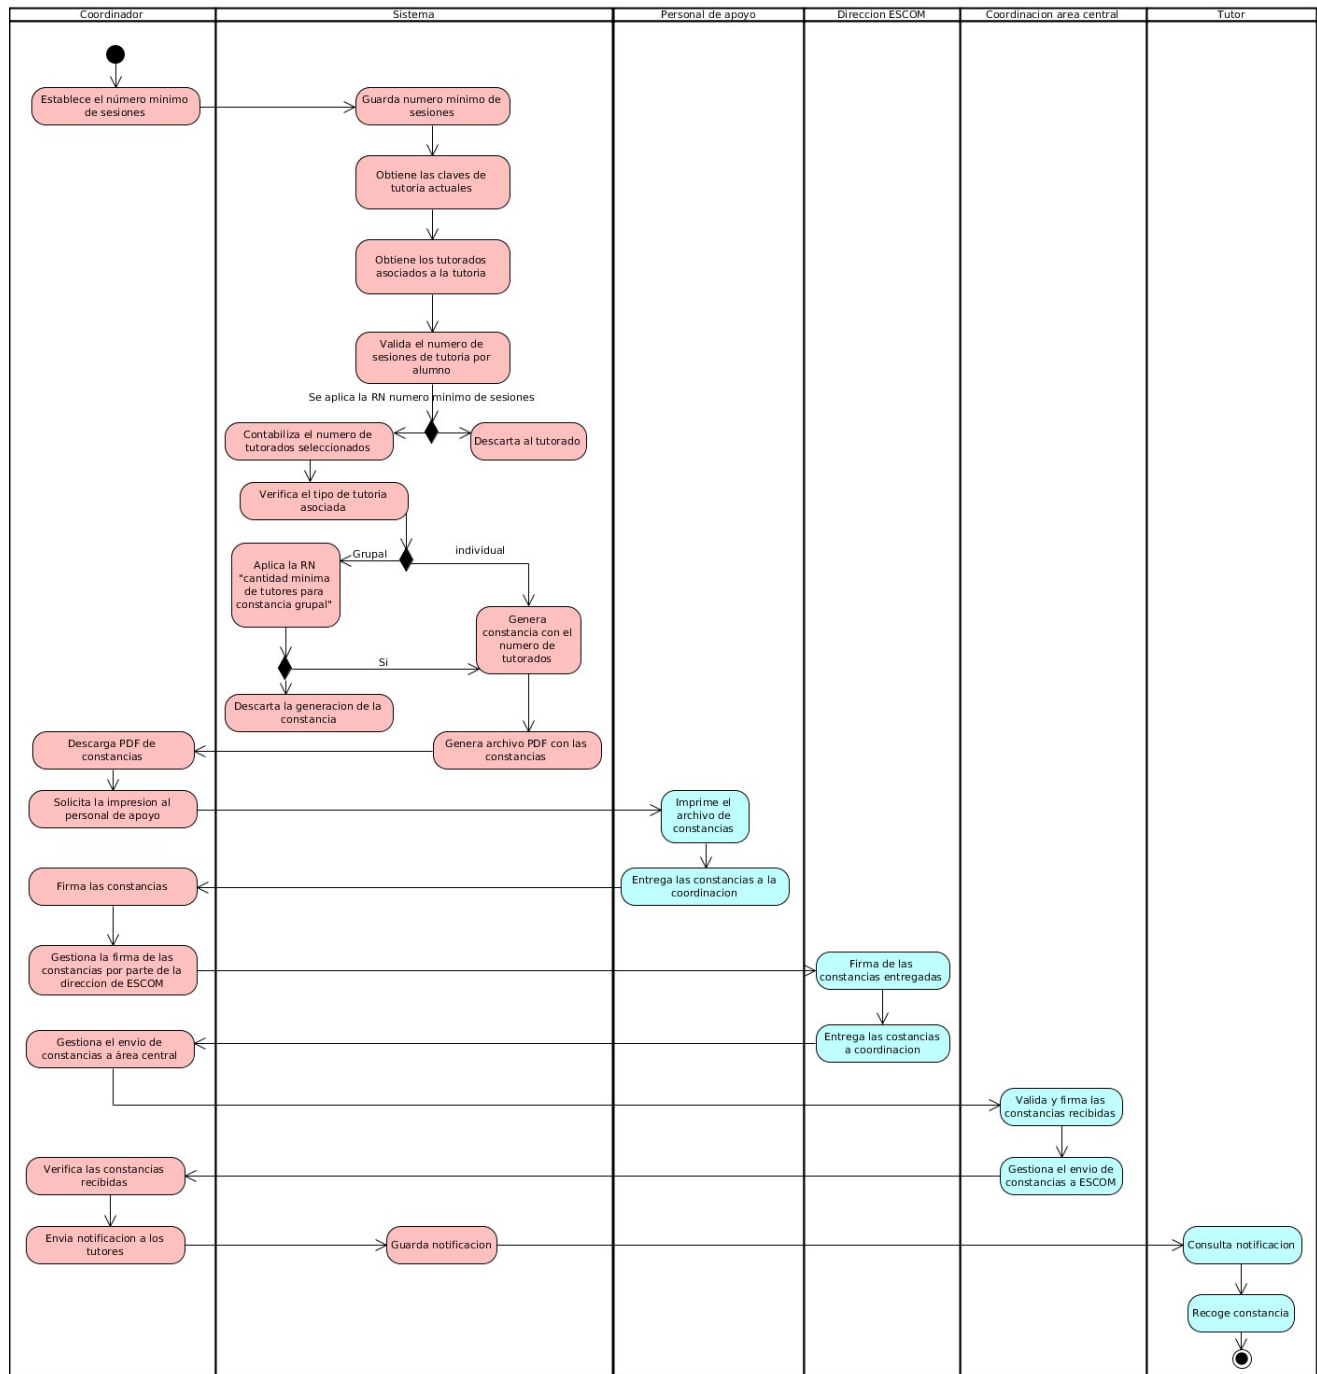 Coordinador
Sistema
Personal de apoyo
Direccion ESCOM
Coordinacion area central
Tutor
Establece el número minimo
de sesiones
Guarda numero minimo de
sesiones
Obtiene las claves de
tutoria actuales
Obtiene los tutorados
asociados a la tutoria
Valida el numero de
sesiones de tutoria por
alumno
Se aplica la RN numero minimo de sesiones
Contabiliza el numero de
tutorados seleccionados
Descarta al tutorado
Verifica el tipo de tutoria
asociada
Grupal
individual
Aplica la RN
"cantidad minima
de tutores para
constancia grupal"
Genera
constancia con el
numero de
tutorados
Si
Descarta la generacion de la
constancia
Descarga PDF de
constancias
Genera archivo PDF con las
constancias
Solicita la impresion al
personal de apoyo
Imprime el
archivo de
constancias
Firma las constancias
Entrega las constancias a la
coordinacion
Gestiona la firma de las
constancias por parte de la
direccion de ESCOM
Firma de las
constancias entregadas
Gestiona el envio de
constancias a área central
Entrega las costancias
a coordinacion
Valida y firma las
constancias recibidas
Verifica las constancias
recibidas
Gestiona el envio de
constancias a ESCOM
Envia notificacion a los
tutores
Guarda notificacion
Consulta notificacion
Recoge constancia